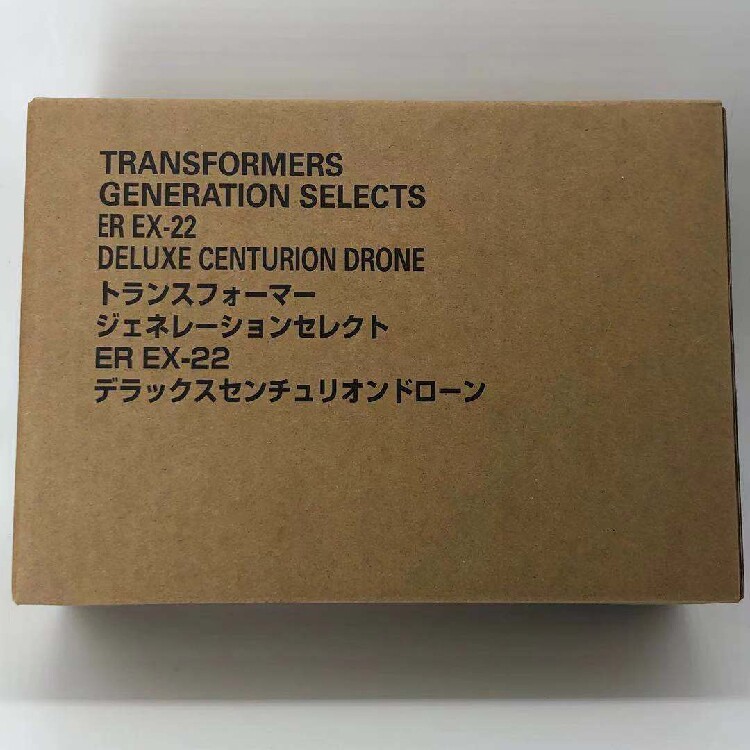 TRANSFORMERS
GENERATION SELECTS
ER EX-22
DELUXE CENTURION DRONE
トランスフォーマー
ジェネレーションセレクト
ER EX-22
デラックスセンチュリオンドローン